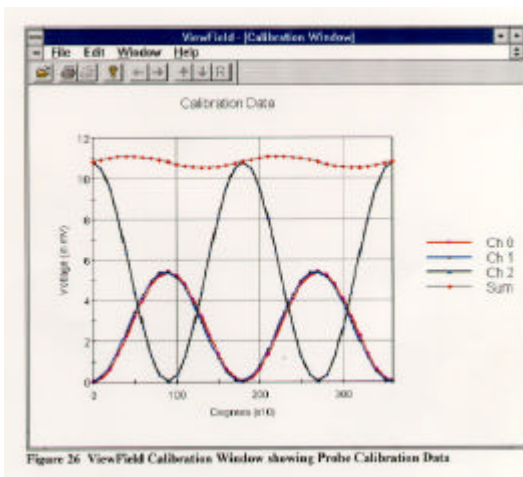 ViewField - [Calibration Window]
File Edit Window Help
R
Calibration Data
12
10
8
6
4
2
0
Voltage (in mV)
0 100 200 300
Degrees (x10)
Ch 0
Ch 1
Ch 2
Sum
Figure 26 ViewField Calibration Window showing Probe Calibration Data